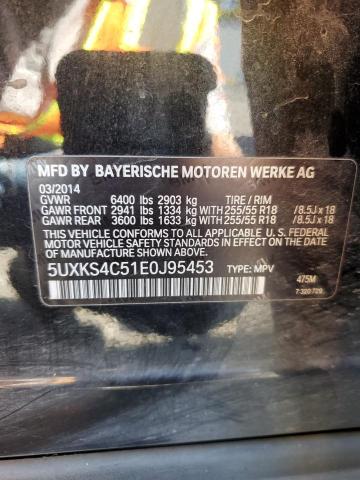 MFD BY BAYERISCHE MOTOREN WERKE AG
03/2014
GVWR 6400 lbs 2903 kg TIRE / RIM
GAWR FRONT 2941 lbs 1334 kg WITH 255/55 R18 /8.5J x 18
GAWR REAR 3600 lbs 1633 kg WITH 255/55 R18 /8.5J x 18
THIS VEHICLE CONFORMS TO ALL APPLICABLE U. S. FEDERAL
MOTOR VEHICLE SAFETY STANDARDS IN EFFECT ON THE
DATE OF MANUFACTURE SHOWN ABOVE.
5UXKS4C51E0J95453 TYPE: MPV
475M
7 320 729